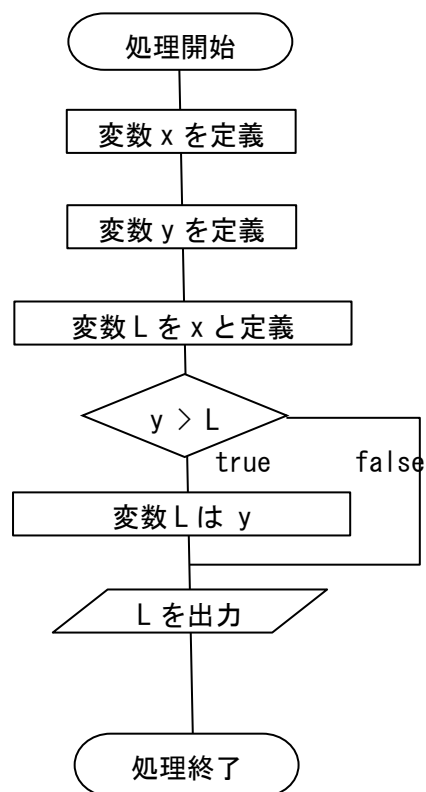 処理開始
変数 x を定義
変数 y を定義
変数 L を x と定義
y > L
true
false
変数 L は y
L を出力
処理終了